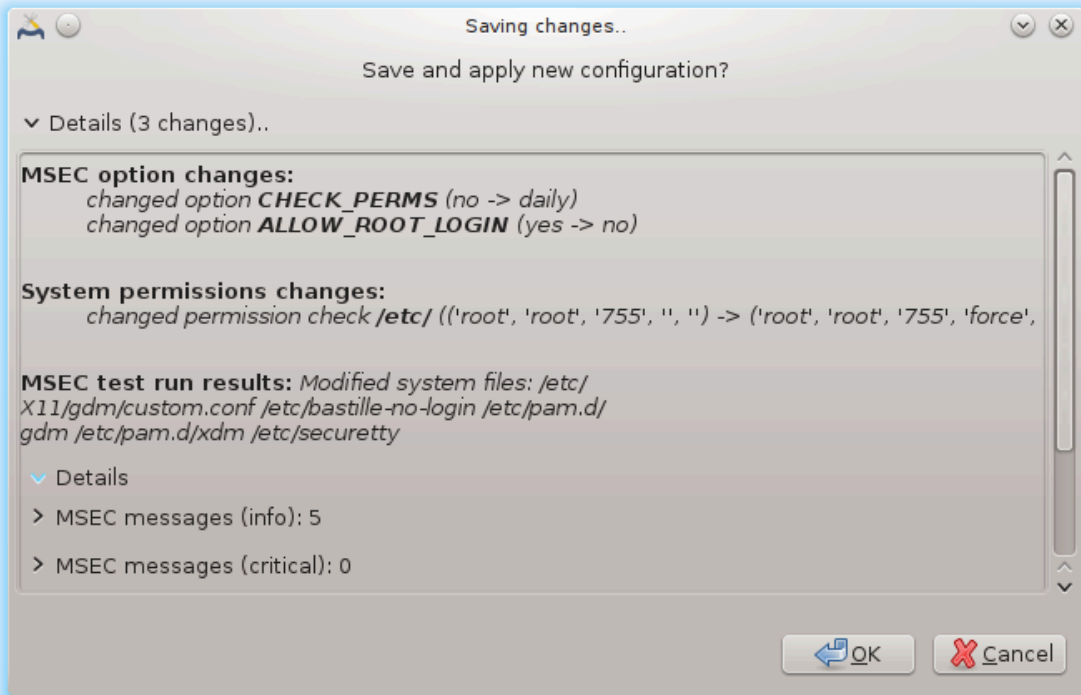 Saving changes..
Save and apply new configuration?
Details (3 changes)..
MSEC option changes:
changed option CHECK_PERMS (no -> daily)
changed option ALLOW_ROOT_LOGIN (yes -> no)
System permissions changes:
changed permission check /etc/ (('root', 'root', '755', '', '') -> ('root', 'root', '755', 'force',
MSEC test run results: Modified system files: /etc/
X11/gdm/custom.conf /etc/bastille-no-login /etc/pam.d/
gdm /etc/pam.d/xdm /etc/securetty
Details
MSEC messages (info): 5
MSEC messages (critical): 0
OK
Cancel